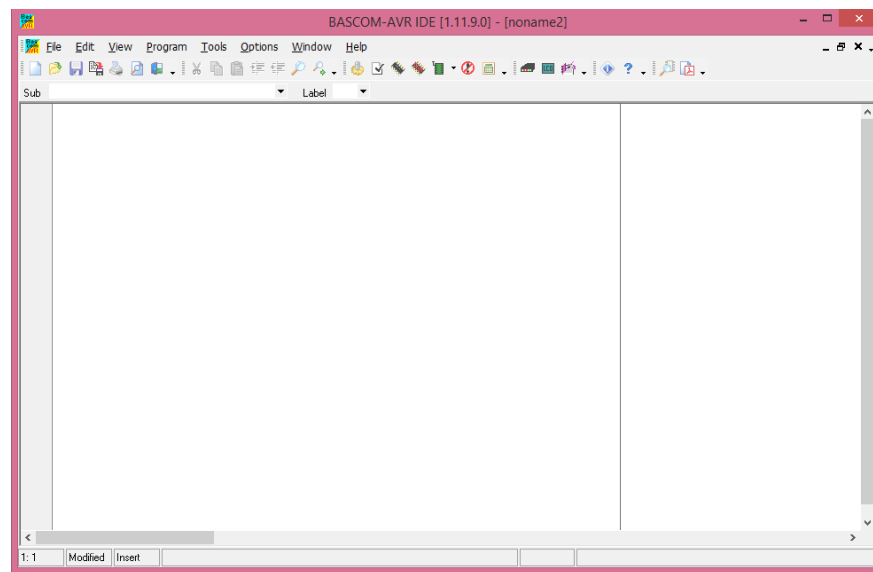 BASCOM-AVR IDE [1.11.9.0] - [noname2]
File Edit View Program Tools Options Window Help
Sub Label
1: 1 Modified Insert